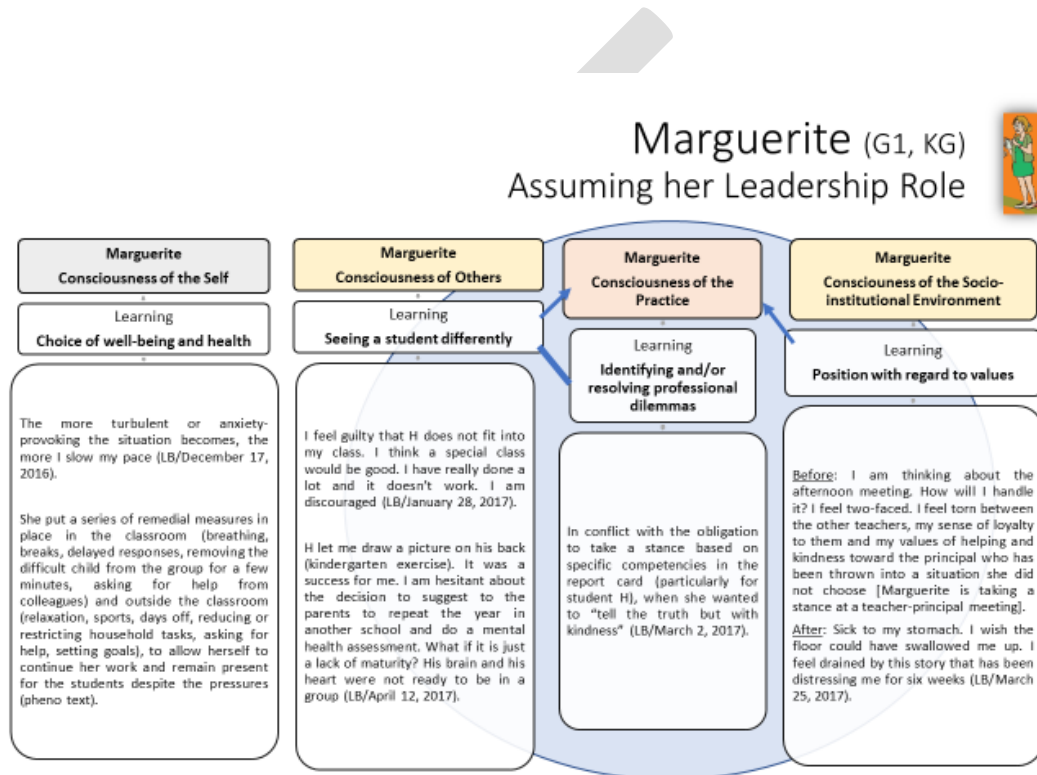 Marguerite (G1, KG)
Assuming her Leadership Role
Marguerite
Consciousness of the Self
Learning
Choice of well-being and health
The more turbulent or anxiety-
provoking the situation becomes, the
more I slow my pace (LB/December 17,
2016).
She put a series of remedial measures in
place in the classroom (breathing,
breaks, delayed responses, removing the
difficult child from the group for a few
minutes, asking for help from
colleagues) and outside the classroom
(relaxation, sports, days off, reducing or
restricting household tasks, asking for
help, setting goals), to allow herself to
continue her work and remain present
for the students despite the pressures
(pheno text).
Marguerite
Consciousness of Others
Learning
Seeing a student differently
I feel guilty that H does not fit into
my class. I think a special class
would be good. I have really done a
lot and it doesn't work. I am
discouraged (LB/January 28, 2017).
H let me draw a picture on his back
(kindergarten exercise). It was a
success for me. I am hesitant about
the decision to suggest to the
parents to repeat the year in
another school and do a mental
health assessment. What if it is just
a lack of maturity? His brain and his
heart were not ready to be in a
group (LB/April 12, 2017).
Marguerite
Consciousness of the
Practice
Learning
Identifying and/or
resolving professional
dilemmas
In conflict with the obligation
to take a stance based on
specific competencies in the
report card (particularly for
student H), when she wanted
to “tell the truth but with
kindness” (LB/March 2, 2017).
Marguerite
Consciouness of the Socio-
institutional Environment
Learning
Position with regard to values
Before: I am thinking about the
afternoon meeting. How will I handle
it? I feel two-faced. I feel torn between
the other teachers, my sense of loyalty
to them and my values of helping and
kindness toward the principal who has
been thrown into a situation she did
not choose [Marguerite is taking a
stance at a teacher-principal meeting].
After: Sick to my stomach. I wish the
floor could have swallowed me up. I
feel drained by this story that has been
distressing me for six weeks (LB/March
25, 2017).